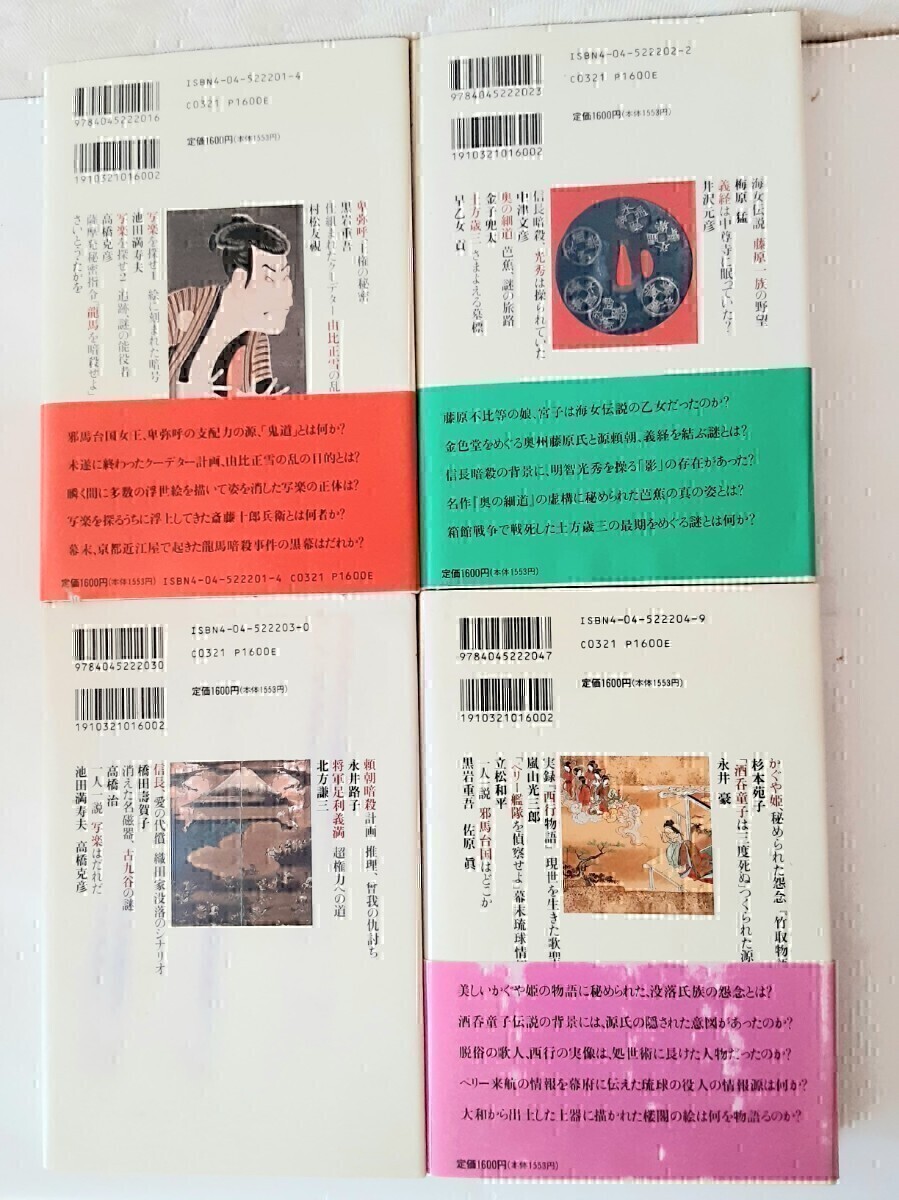 ISBN4-04-522201-4
C0321 P1600E
9784045222016
定価1600円(本体1553円)
1910321016002
卑弥呼、王権の秘密
黒岩重吾
仕組まれたクーデター 由比正雪の乱
村松友視
写楽を探せ1 絵に刻まれた暗号
池田満寿夫
写楽を探せ2 追跡、謎の能役者
高橋克彦
薩摩発秘密指令「龍馬を暗殺せよ」
さいとう・たかを
邪馬台国女王、卑弥呼の支配力の源、「鬼道」とは何か?
未遂に終わったクーデター計画、由比正雪の乱の目的とは?
瞬く間に多数の浮世絵を描いて姿を消した写楽の正体は?
写楽を探るうちに浮上してきた斎藤十郎兵衛とは何者か?
幕末、京都近江屋で起きた龍馬暗殺事件の黒幕はだれか?
定価1600円(本体1553円) ISBN4-04-522201-4 C0321 P1600E
ISBN4-04-522202-2
C0321 P1600E
9784045222023
定価1600円(本体1553円)
1910321016002
海女伝説 藤原一族の野望
梅原 猛
義経は中尊寺に眠っていた?
井沢元彦
信長暗殺、光秀は操られていた
中津文彦
奥の細道 芭蕉、謎の旅路
金子兜太
土方歳三 さまよえる墓標
早乙女 貢
藤原不比等の娘、宮子は海女伝説の乙女だったのか?
金色堂をめぐる奥州藤原氏と源頼朝、義経を結ぶ謎とは?
信長暗殺の背景に、明智光秀を操る「影」の存在があった?
名作『奥の細道』の虚構に秘められた芭蕉の真の姿とは?
箱館戦争で戦死した土方歳三の最期をめぐる謎とは何か?
定価1600円(本体1553円)
ISBN4-04-522203-0
C0321 P1600E
9784045222030
定価1600円(本体1553円)
1910321016002
頼朝暗殺計画 推理、曾我の仇討ち
永井路子
将軍足利義満 超権力への道
北方謙三
信長、愛の代償 織田家没落のシナリオ
橋田壽賀子
消えた名磁器、古九谷の謎
高橋 治
一人一説 写楽はだれだ
池田満寿夫 高橋克彦
ISBN4-04-522204-9
C0321 P1600E
9784045222047
定価1600円(本体1553円)
1910321016002
かぐや姫、秘められた怨念 「竹取物語
杉本苑子
「酒呑童子は三度死ぬ」つくられた源
永井 豪
実録『西行物語』 現世を生きた歌聖
嵐山光三郎
「ペリー艦隊を偵察せよ」幕末琉球情報
立松和平
一人一説 邪馬台国はどこか
黒岩重吾 佐原 眞
美しいかぐや姫の物語に秘められた、没落氏族の怨念とは?
酒呑童子伝説の背景には、源氏の隠された意図があったのか?
脱俗の歌人、西行の実像は、処世術に長けた人物だったのか?
ペリー来航の情報を幕府に伝えた琉球の役人の情報源は何か?
大和から出土した土器に描かれた楼閣の絵は何を物語るのか?
定価1600円(本体1553円)